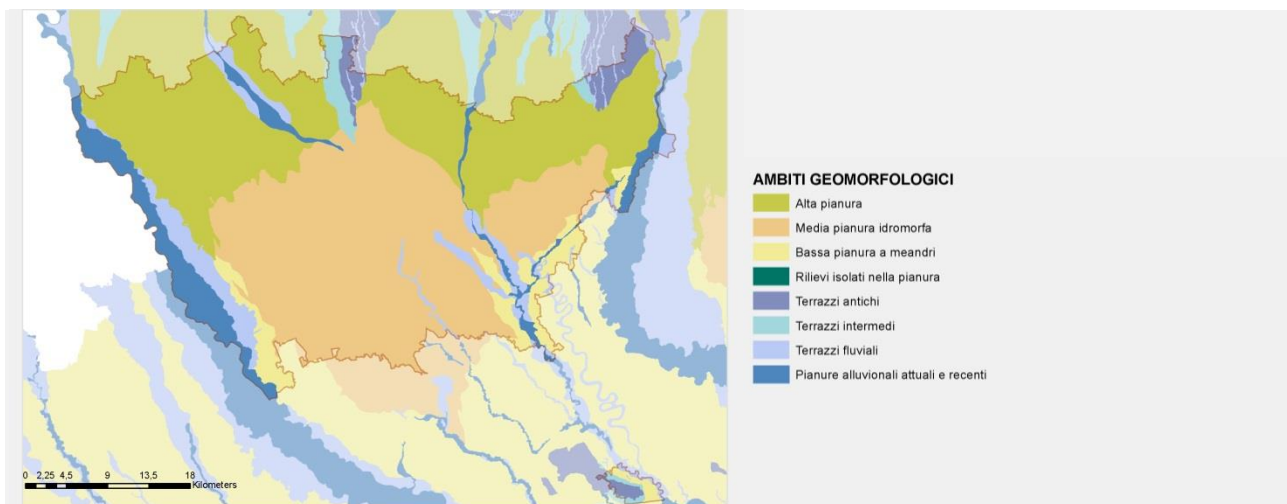 AMBITI GEOMORFOLOGICI
Alta pianura
Media pianura idromorfa
Bassa pianura a meandri
Rilievi isolati nella pianura
Terrazzi antichi
Terrazzi intermedi
Terrazzi fluviali
Pianure alluvionali attuali e recenti
0 2,25 4,5 9 13,5 18
Kilometers